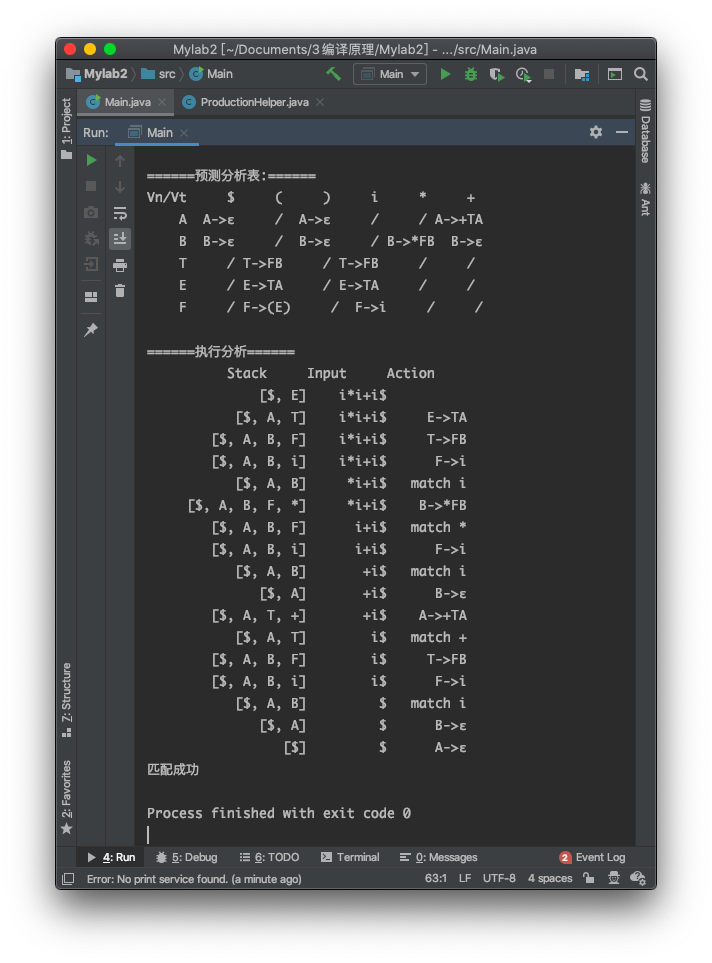 Mylab2 [~/Documents/3编译原理/Mylab2] - .../src/Main.java
Mylab2 src Main Main
Main.java ProductionHelper.java
Run: Main
1: Project
Z: Structure
2: Favorites
Database
Ant
======预测分析表:======
Vn/Vt $ ( ) i * +
A A->ε / A->ε / / A->+TA
B B->ε / B->ε / B->*FB B->ε
T / T->FB / T->FB / /
E / E->TA / E->TA / /
F / F->(E) / F->i / /
======执行分析======
Stack Input Action
[$, E] i*i+i$
[$, A, T] i*i+i$ E->TA
[$, A, B, F] i*i+i$ T->FB
[$, A, B, i] i*i+i$ F->i
[$, A, B] *i+i$ match i
[$, A, B, F, *] *i+i$ B->*FB
[$, A, B, F] i+i$ match *
[$, A, B, i] i+i$ F->i
[$, A, B] +i$ match i
[$, A] +i$ B->ε
[$, A, T, +] +i$ A->+TA
[$, A, T] i$ match +
[$, A, B, F] i$ T->FB
[$, A, B, i] i$ F->i
[$, A, B] $ match i
[$, A] $ B->ε
[$] $ A->ε
匹配成功
Process finished with exit code 0
4: Run 5: Debug 6: TODO Terminal 0: Messages 2 Event Log
Error: No print service found. (a minute ago) 63:1 LF UTF-8 4 spaces